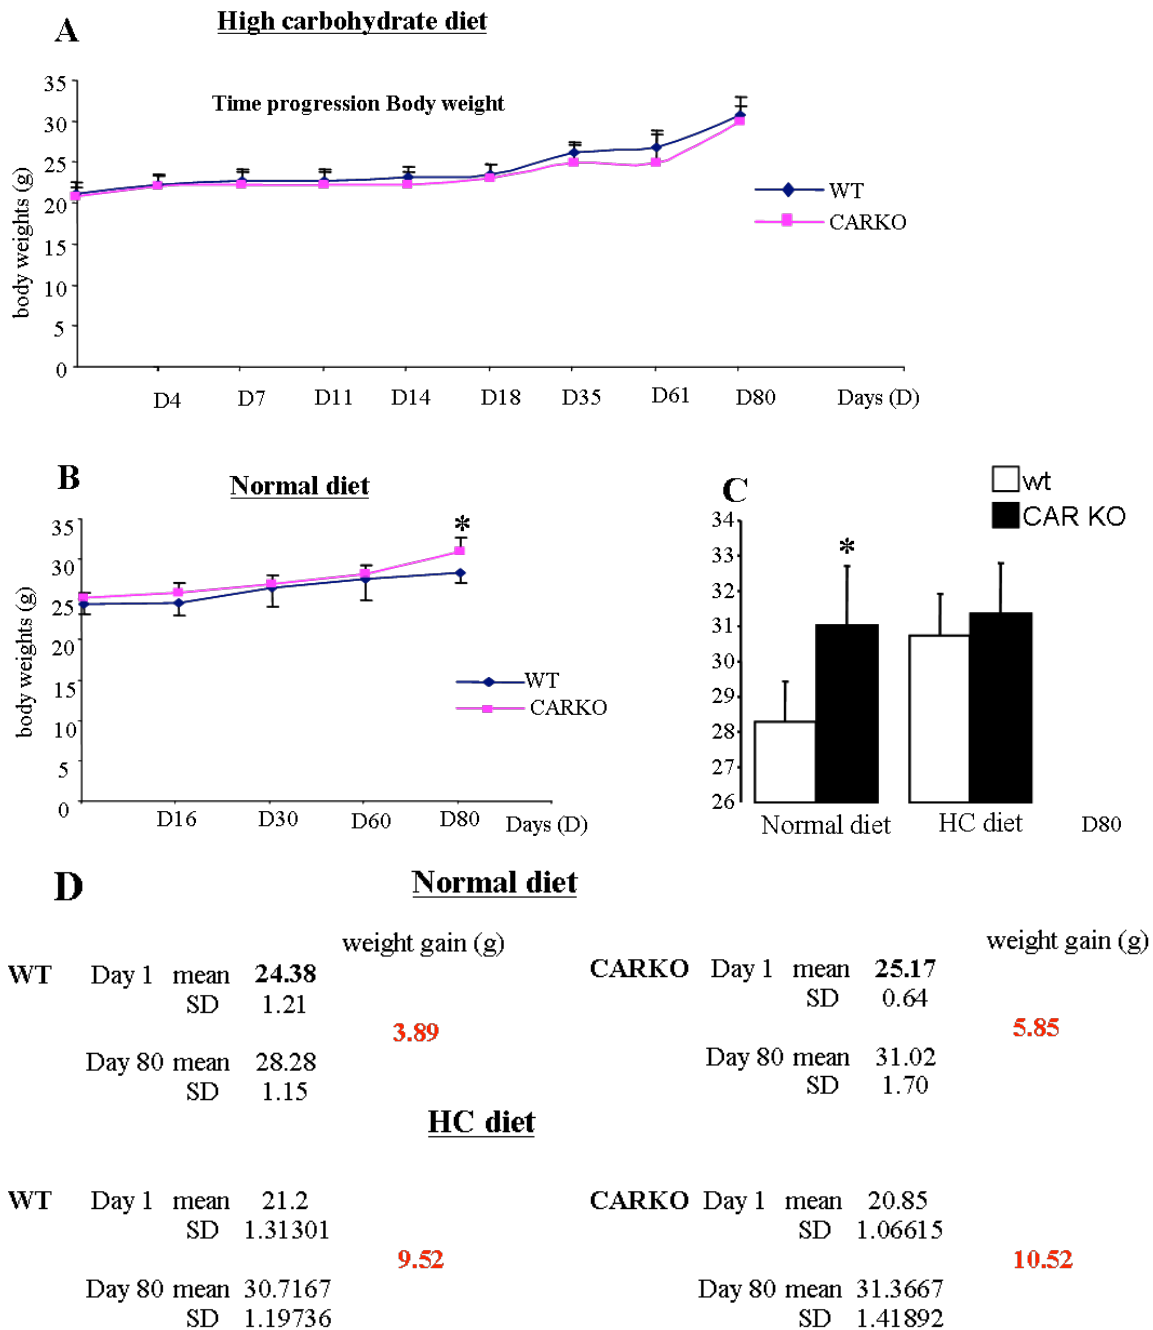 A
High carbohydrate diet
Time progression Body weight
body weights (g)
35
30
25
20
15
10
5
0
WT
CARKO
D4 D7 D11 D14 D18 D35 D61 D80 Days (D)
B
Normal diet
*
body weights (g)
35
30
25
20
15
10
5
0
WT
CARKO
D16 D30 D60 D80 Days (D)
C
wt
CAR KO
*
34
33
32
31
30
29
28
27
26
Normal diet HC diet D80
D
Normal diet
weight gain (g) weight gain (g)
WT Day 1 mean 24.38 CARKO Day 1 mean 25.17
SD 1.21 SD 0.64
3.89 5.85
Day 80 mean 28.28 Day 80 mean 31.02
SD 1.15 SD 1.70
HC diet
WT Day 1 mean 21.2 CARKO Day 1 mean 20.85
SD 1.31301 SD 1.06615
9.52 10.52
Day 80 mean 30.7167 Day 80 mean 31.3667
SD 1.19736 SD 1.41892